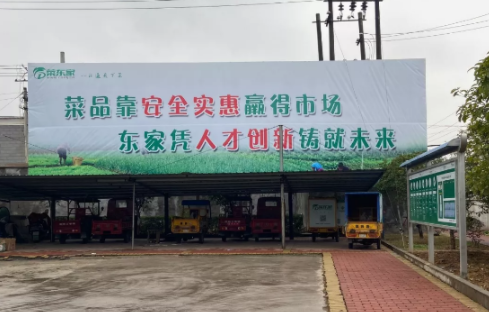 菜东家
菜品靠安全实惠赢得市场
东家凭人才创新铸就未来